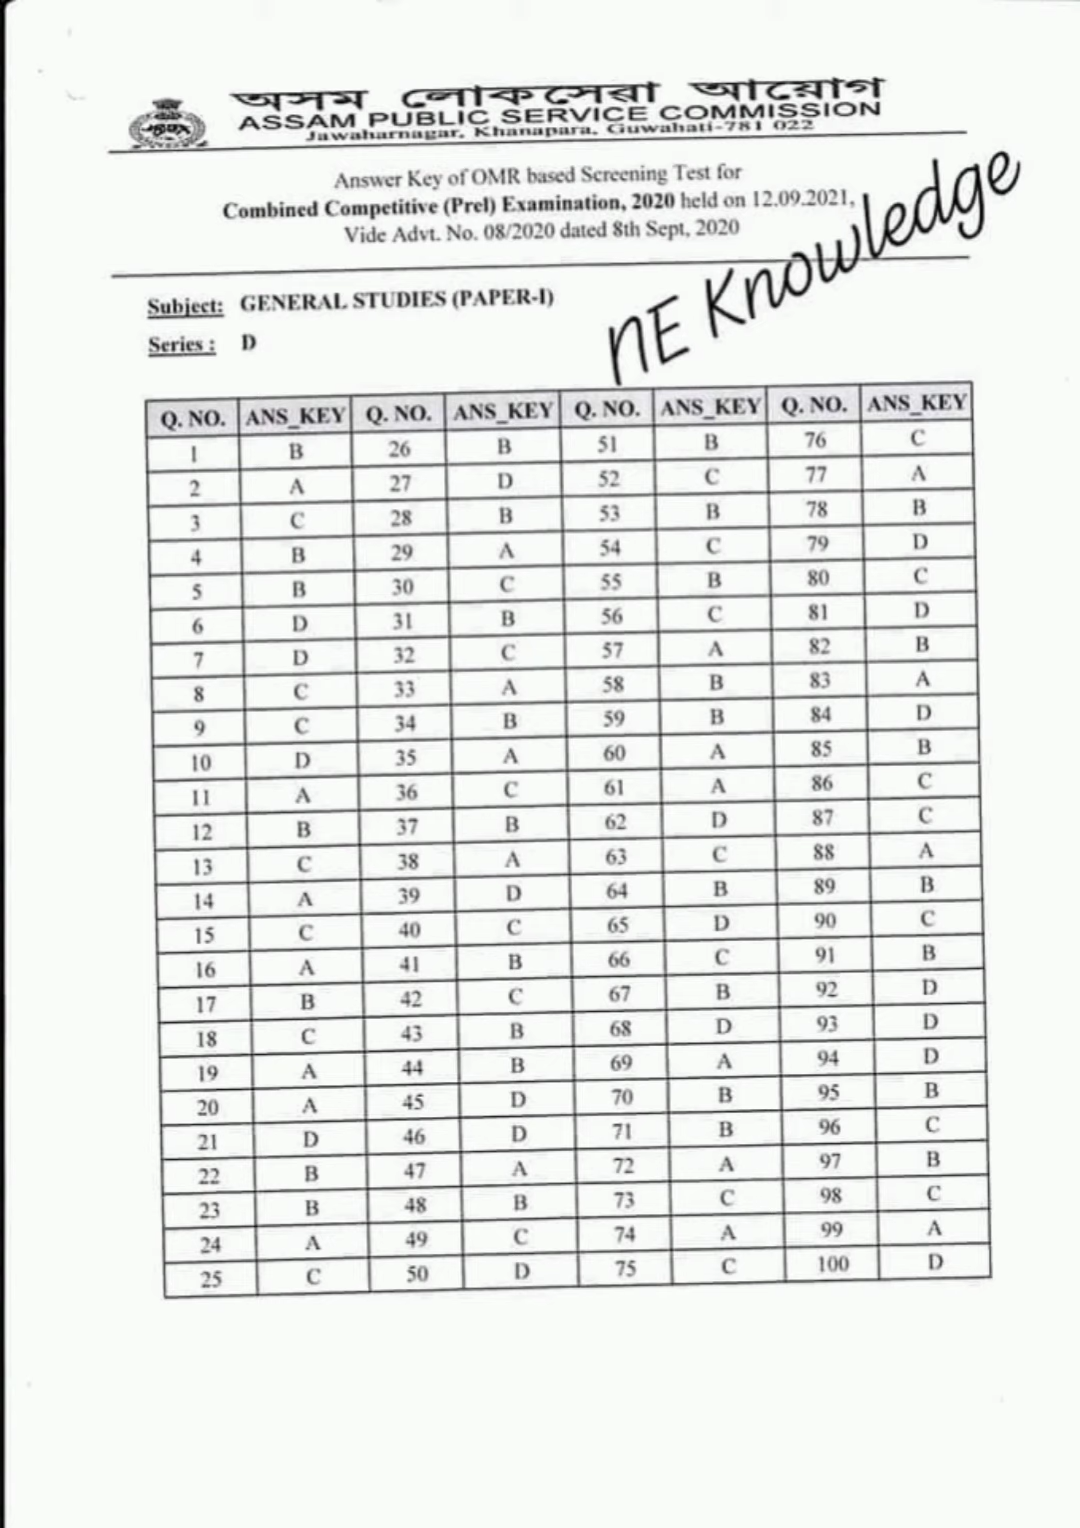 অসম লোকসেৱা আয়োগ
ASSAM PUBLIC SERVICE COMMISSION
Jawaharnagar, Khanapara, Guwahati-781 022
Answer Key of OMR based Screening Test for
Combined Competitive (Prel) Examination, 2020 held on 12.09.2021,
Vide Advt. No. 08/2020 dated 8th Sept, 2020
NE Knowledge
Subject: GENERAL STUDIES (PAPER-I)
Series : D
Q. NO. ANS_KEY Q. NO. ANS_KEY Q. NO. ANS_KEY Q. NO. ANS_KEY
1 B 26 B 51 B 76 C
2 A 27 D 52 C 77 A
3 C 28 B 53 B 78 B
4 B 29 A 54 C 79 D
5 B 30 C 55 B 80 C
6 D 31 B 56 C 81 D
7 D 32 C 57 A 82 B
8 C 33 A 58 B 83 A
9 C 34 B 59 B 84 D
10 D 35 A 60 A 85 B
11 A 36 C 61 A 86 C
12 B 37 B 62 D 87 C
13 C 38 A 63 C 88 A
14 A 39 D 64 B 89 B
15 C 40 C 65 D 90 C
16 A 41 B 66 C 91 B
17 B 42 C 67 B 92 D
18 C 43 B 68 D 93 D
19 A 44 B 69 A 94 D
20 A 45 D 70 B 95 B
21 D 46 D 71 B 96 C
22 B 47 A 72 A 97 B
23 B 48 B 73 C 98 C
24 A 49 C 74 A 99 A
25 C 50 D 75 C 100 D